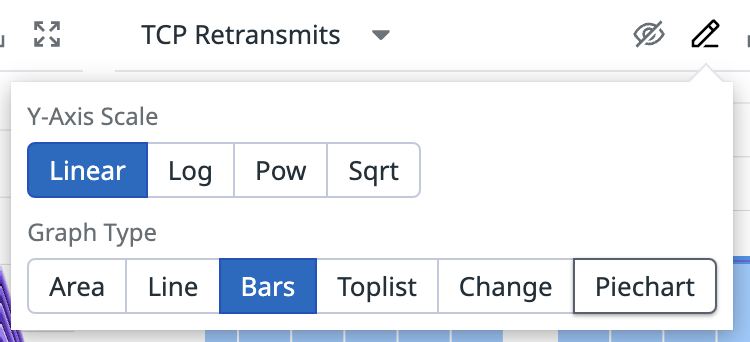 TCP Retransmits
Y-Axis Scale
Linear Log Pow Sqrt
Graph Type
Area Line Bars Toplist Change Piechart